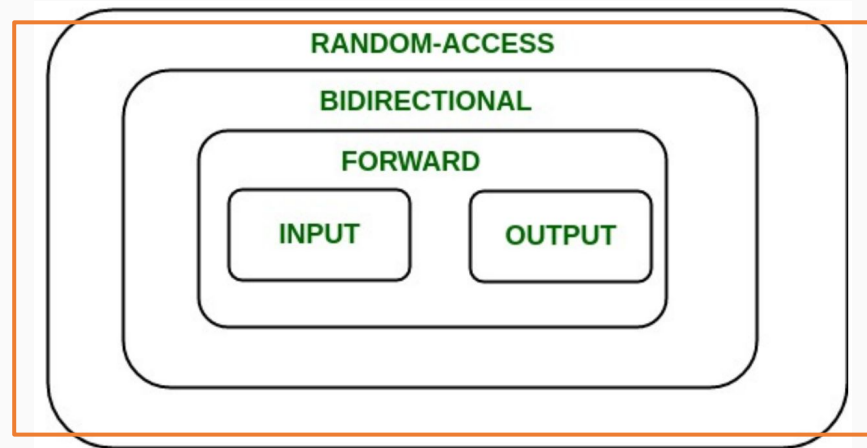 RANDOM-ACCESS
BIDIRECTIONAL
FORWARD
INPUT OUTPUT